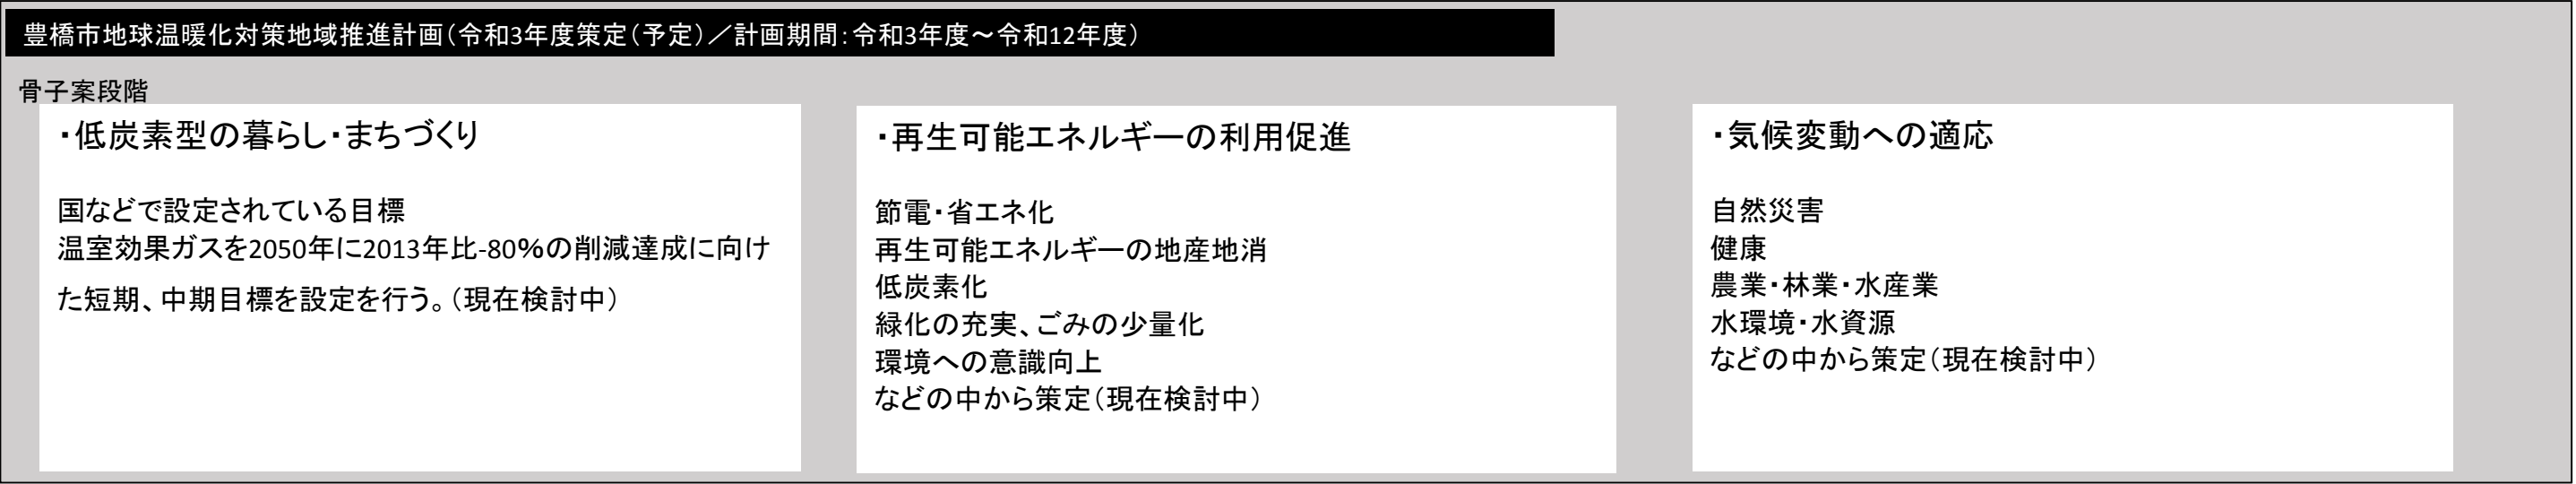 豊橋市地球温暖化対策地域推進計画（令和3年度策定（予定）／計画期間：令和3年度～令和12年度）
骨子案段階
・低炭素型の暮らし・まちづくり
国などで設定されている目標
温室効果ガスを2050年に2013年比-80％の削減達成に向け
た短期、中期目標を設定を行う。（現在検討中）
・再生可能エネルギーの利用促進
節電・省エネ化
再生可能エネルギーの地産地消
低炭素化
緑化の充実、ごみの少量化
環境への意識向上
などの中から策定（現在検討中）
・気候変動への適応
自然災害
健康
農業・林業・水産業
水環境・水資源
などの中から策定（現在検討中）